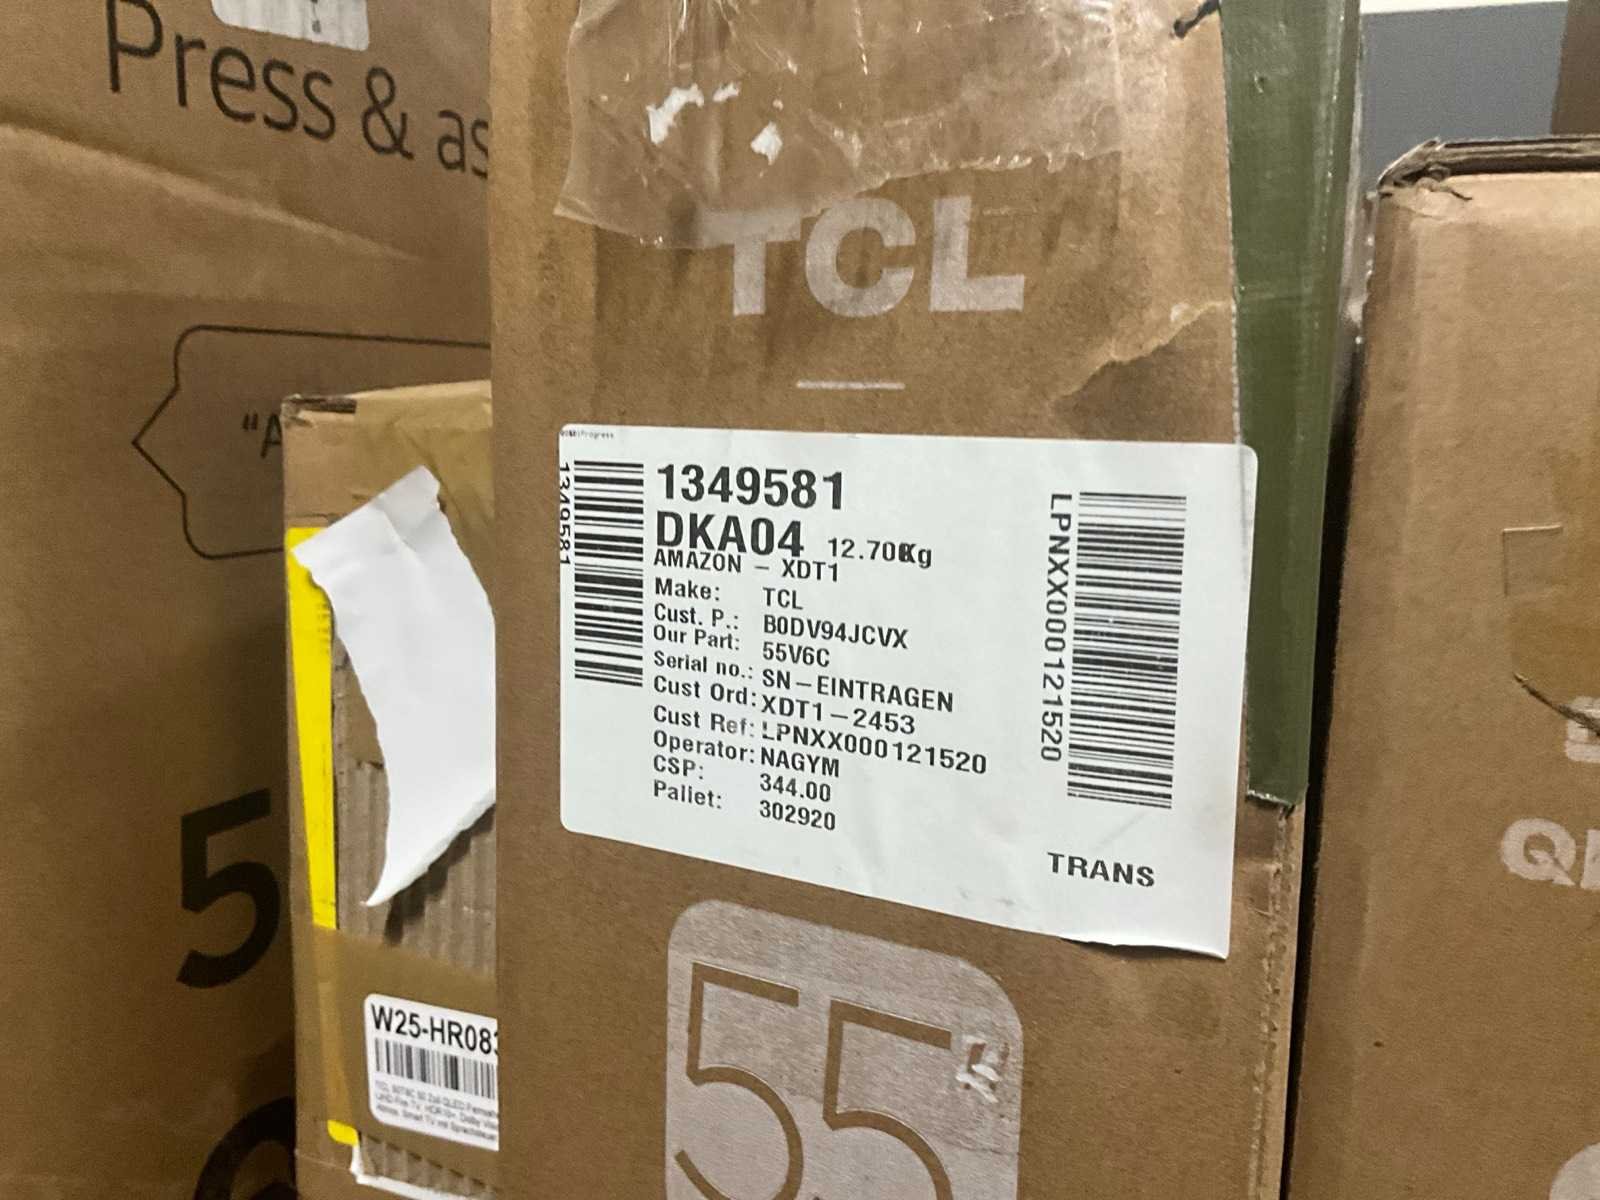 Press & as
"A
5
TCL
1349581
1349581
DKA04 12.70Kg
AMAZON - XDT1
Make: TCL
Cust. P.: B0DV94JCVX
Our Part: 55V6C
Serial no.: SN-EINTRAGEN
Cust Ord: XDT1-2453
Cust Ref: LPNXX000121520
Operator: NAGYM
CSP: 344.00
Pallet: 302920
LPNXX000121520
TRANS
55
W25-HR083